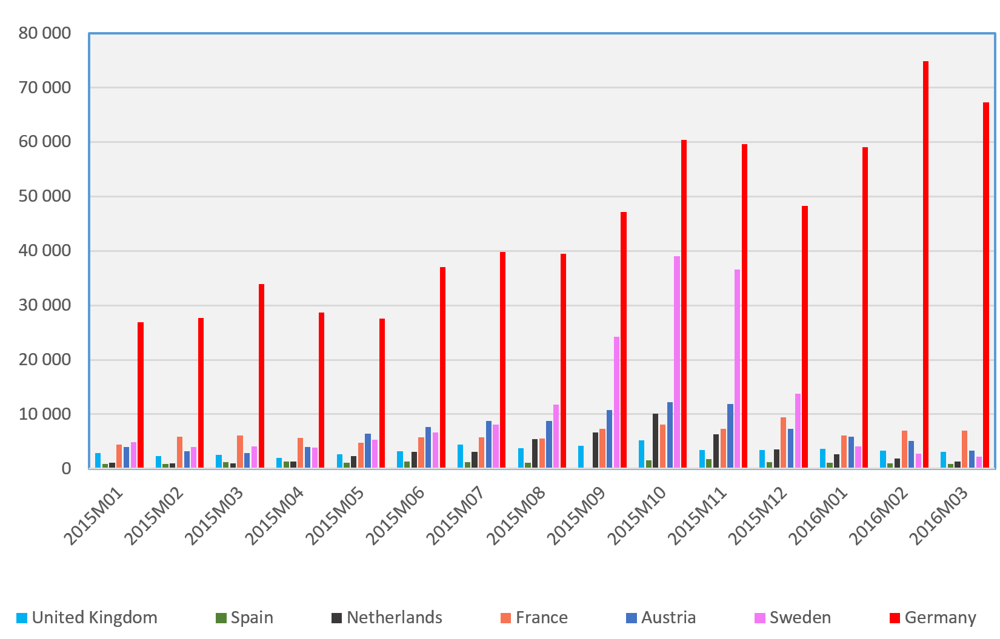 80 000
70 000
60 000
50 000
40 000
30 000
20 000
10 000
0
2015M01
2015M02
2015M03
2015M04
2015M05
2015M06
2015M07
2015M08
2015M09
2015M10
2015M11
2015M12
2016M01
2016M02
2016M03
United Kingdom Spain Netherlands France Austria Sweden Germany